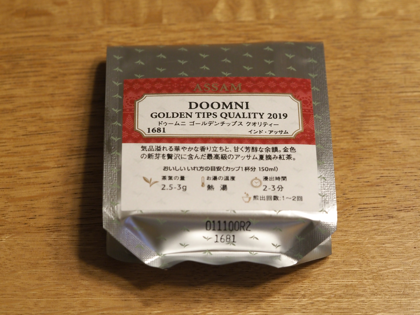 ASSAM
DOOMNI
GOLDEN TIPS QUALITY 2019
ドゥームニ ゴールデンチップス クオリティー
1681
インド・アッサム
気品溢れる華やかな香り立ちと、甘く芳醇な余韻。金色
の新芽を贅沢に含んだ最高級のアッサム夏摘み紅茶。
おいしいいれ方の目安(カップ1杯分 150ml)
茶葉の量 お湯の温度 浸出時間
2.5-3g 熱湯 2-3分
煎出回数:1~2回
011100R2
1681